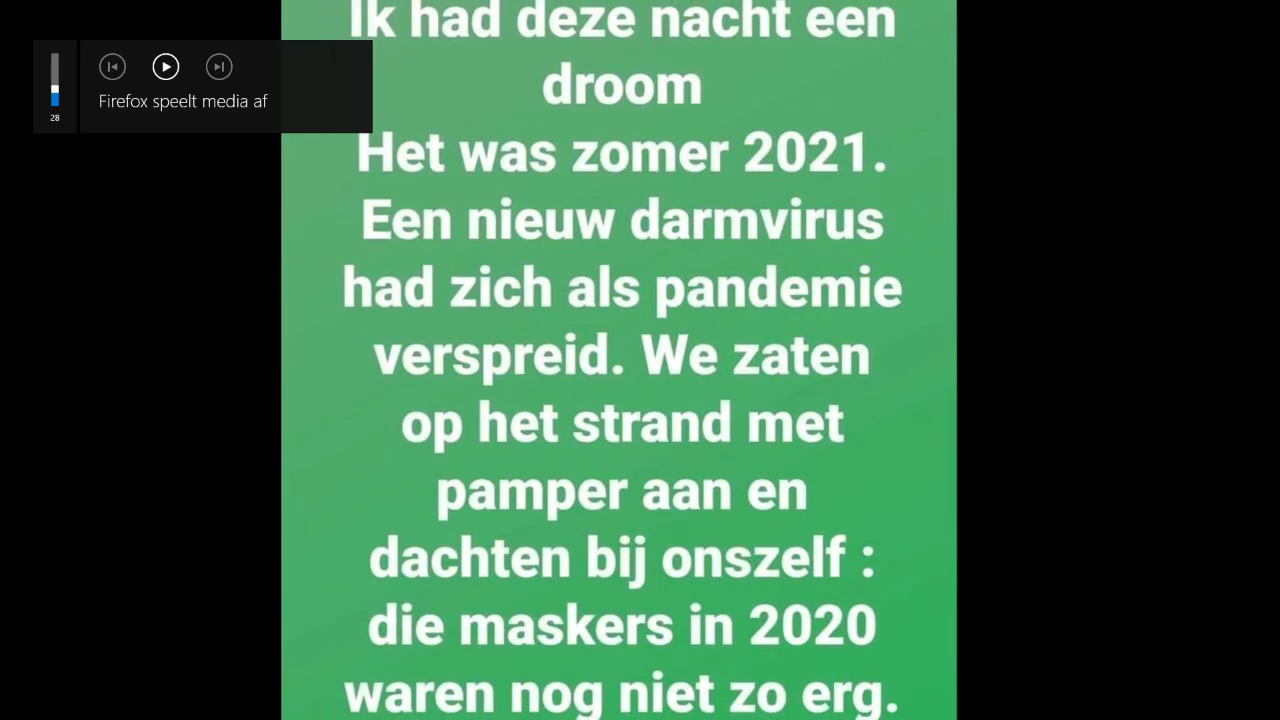 Ik had deze nacht een
droom
Het was zomer 2021.
Een nieuw darmvirus
had zich als pandemie
verspreid. We zaten
op het strand met
pamper aan en
dachten bij onszelf :
die maskers in 2020
waren nog niet zo erg.
Firefox speelt media af
28